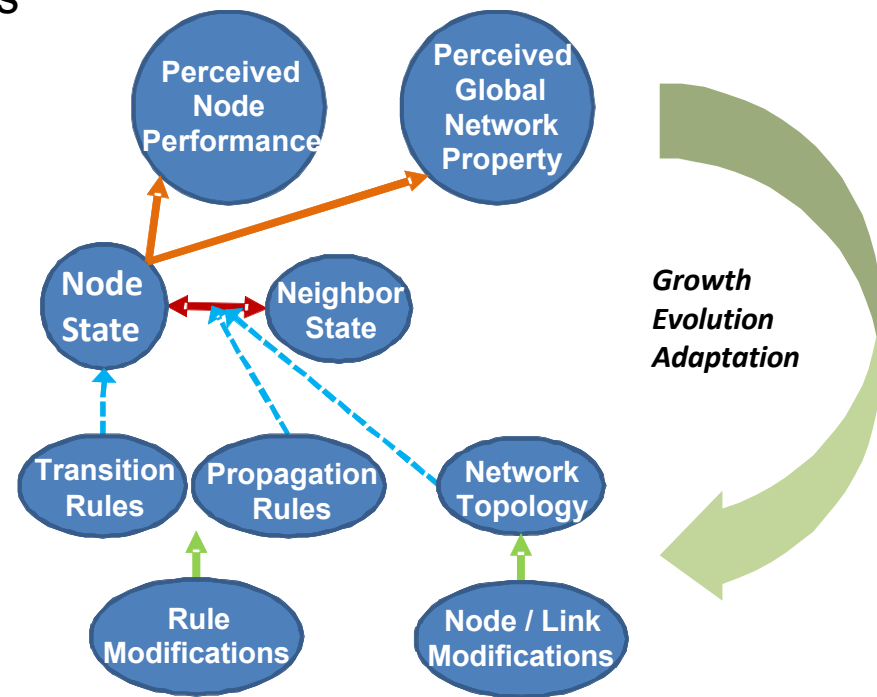 s
Perceived
Node
Performance
Perceived
Global
Network
Property
Node
State
Neighbor
State
Growth
Evolution
Adaptation
Transition
Rules
Propagation
Rules
Network
Topology
Rule
Modifications
Node / Link
Modifications